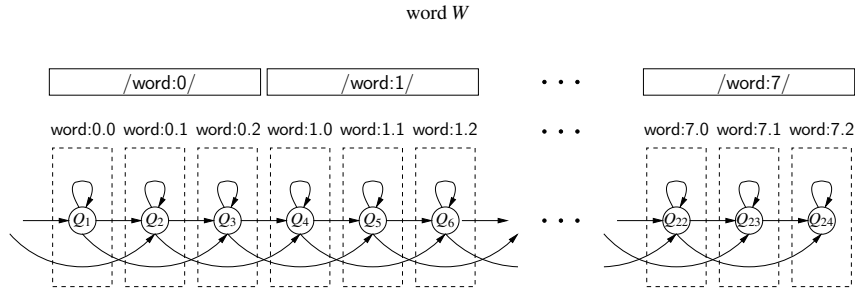 word W
/word:0/ /word:1/ • • • /word:7/
word:0.0 word:0.1 word:0.2 word:1.0 word:1.1 word:1.2 • • • word:7.0 word:7.1 word:7.2
Q1 Q2 Q3 Q4 Q5 Q6 • • • Q22 Q23 Q24